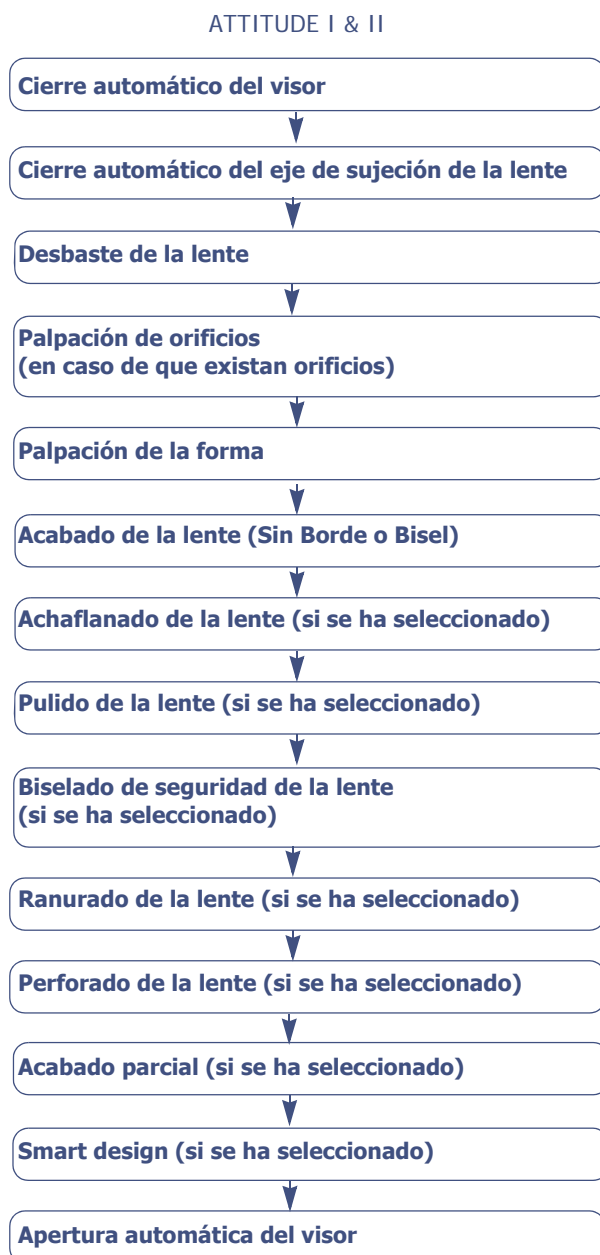 ATTITUDE I & II
Cierre automático del visor
Cierre automático del eje de sujeción de la lente
Desbaste de la lente
Palpación de orificios
(en caso de que existan orificios)
Palpación de la forma
Acabado de la lente (Sin Borde o Bisel)
Achaflanado de la lente (si se ha seleccionado)
Pulido de la lente (si se ha seleccionado)
Biselado de seguridad de la lente
(si se ha seleccionado)
Ranurado de la lente (si se ha seleccionado)
Perforado de la lente (si se ha seleccionado)
Acabado parcial (si se ha seleccionado)
Smart design (si se ha seleccionado)
Apertura automática del visor